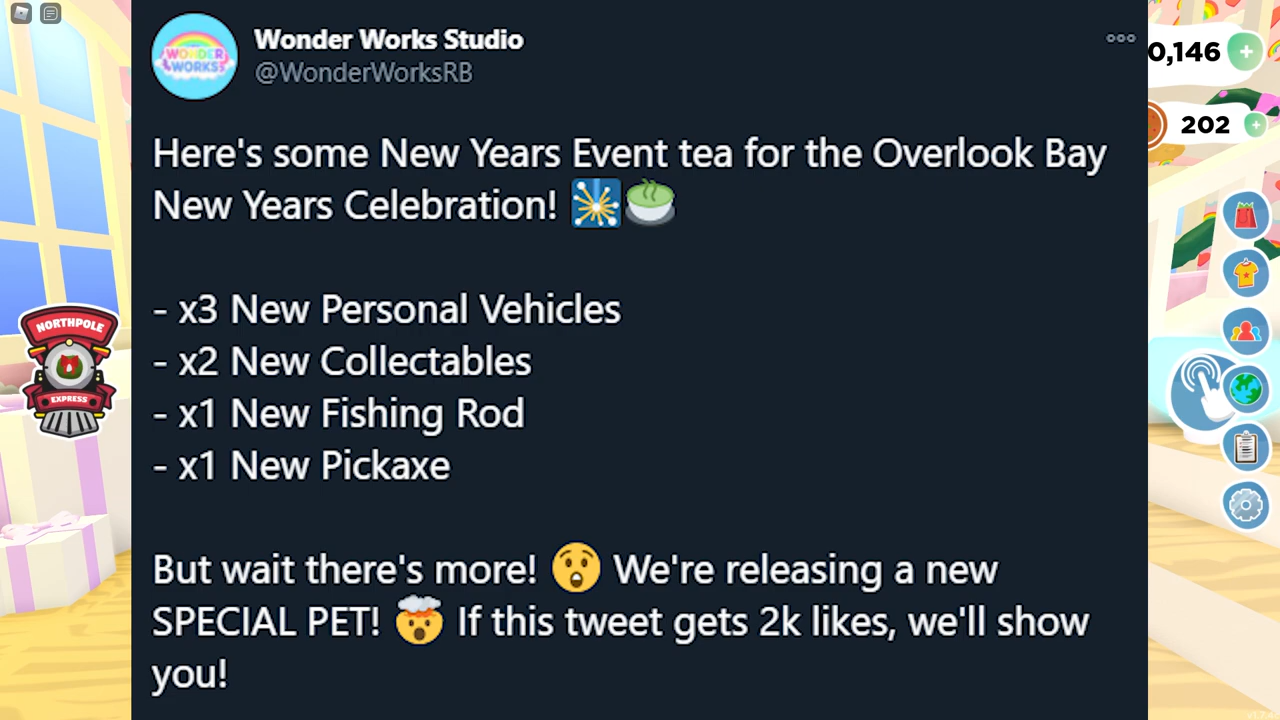 Wonder Works Studio
@WonderWorksRB
WONDER
WORKS
0,146
202
Here's some New Years Event tea for the Overlook Bay
New Years Celebration! 🎇🍵
- x3 New Personal Vehicles
- x2 New Collectables
- x1 New Fishing Rod
- x1 New Pickaxe
NORTHPOLE
EXPRESS
But wait there's more! 😲 We're releasing a new
SPECIAL PET! 🤯 If this tweet gets 2k likes, we'll show
you!